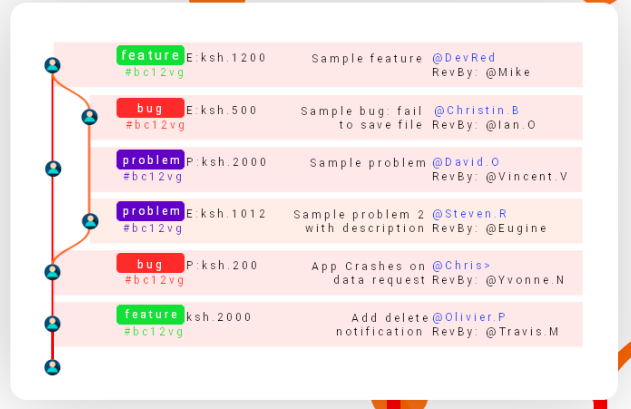 feature E:ksh.1200 Sample feature @DevRed
#bc12vg RevBy: @Mike
bug E:ksh.500 Sample bug: fail @Christin.B
#bc12vg to save file RevBy: @Ian.O
problem P:ksh.2000 Sample problem @David.O
#bc12vg RevBy: @Vincent.V
problem E:ksh.1012 Sample problem 2 @Steven.R
#bc12vg with description RevBy: @Eugine
bug P:ksh.200 App Crashes on @Chris>
#bc12vg data request RevBy: @Yvonne.N
feature ksh.2000 Add delete @Olivier.P
#bc12vg notification RevBy: @Travis.M